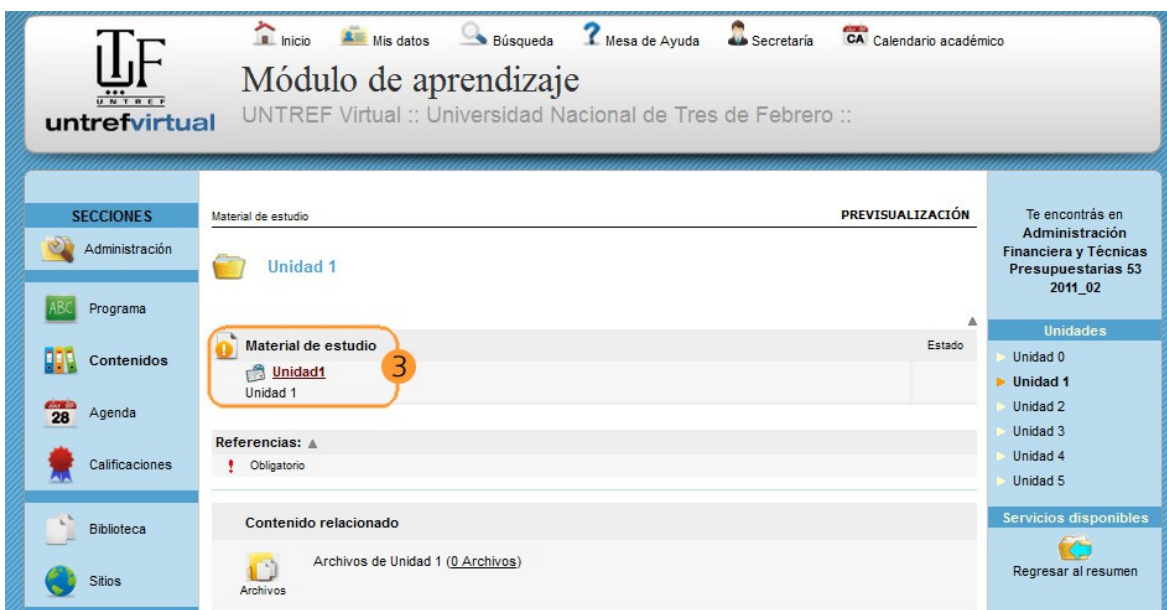 Inicio
Mis datos
Búsqueda
Mesa de Ayuda
Secretaría
CA Calendario académico
UNTREF
untrefvirtual
Módulo de aprendizaje
UNTREF Virtual :: Universidad Nacional de Tres de Febrero ::
SECCIONES
Administración
ABC Programa
Contenidos
28 Agenda
Calificaciones
Biblioteca
Sitios
Material de estudio
PREVISUALIZACIÓN
Unidad 1
Material de estudio
Estado
Unidad1
Unidad 1
3
Referencias:
Obligatorio
Contenido relacionado
Archivos de Unidad 1 (0 Archivos)
Archivos
Te encontrás en
Administración
Financiera y Técnicas
Presupuestarias 53
2011_02
Unidades
Unidad 0
Unidad 1
Unidad 2
Unidad 3
Unidad 4
Unidad 5
Servicios disponibles
Regresar al resumen